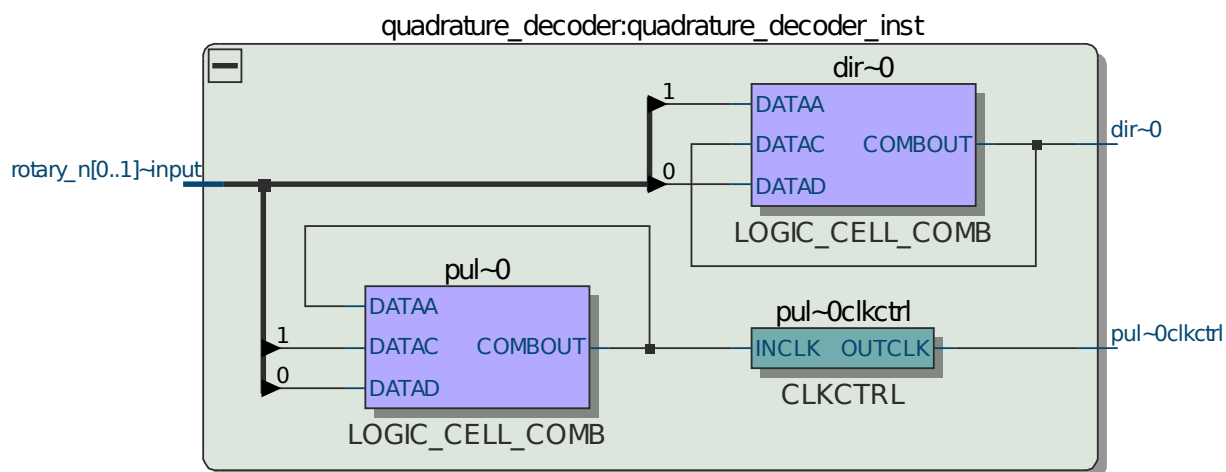 quadrature_decoder:quadrature_decoder_inst
dir~0
1
DATAA
dir~0
DATAC COMBOUT
rotary_n[0..1]~input
0
DATAD
LOGIC_CELL_COMB
pul~0
DATAA
pul~0clkctrl
1
DATAC COMBOUT
INCLK OUTCLK
pul~0clkctrl
0
DATAD
CLKCTRL
LOGIC_CELL_COMB